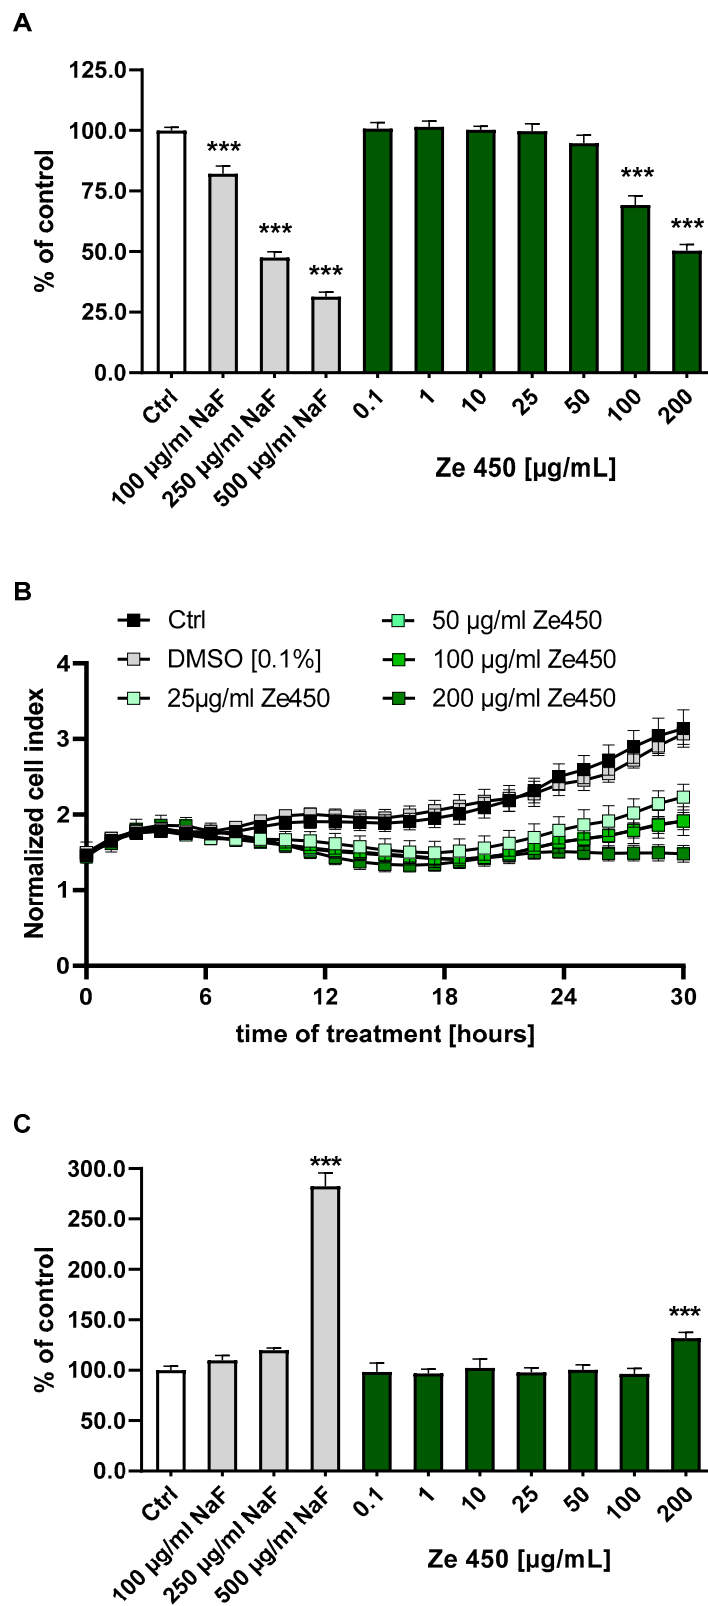 A
125.0
100.0
75.0
50.0
25.0
0.0
% of control
***
***
***
***
***
Ctrl
100 µg/ml NaF
250 µg/ml NaF
500 µg/ml NaF
0.1
1
10
25
50
100
200
Ze 450 [µg/mL]
B
Ctrl
DMSO [0.1%]
25µg/ml Ze450
50 µg/ml Ze450
100 µg/ml Ze450
200 µg/ml Ze450
4
3
2
1
0
Normalized cell index
0
6
12
18
24
30
time of treatment [hours]
C
300.0
250.0
200.0
150.0
100.0
50.0
0.0
% of control
***
***
Ctrl
100 µg/ml NaF
250 µg/ml NaF
500 µg/ml NaF
0.1
1
10
25
50
100
200
Ze 450 [µg/mL]